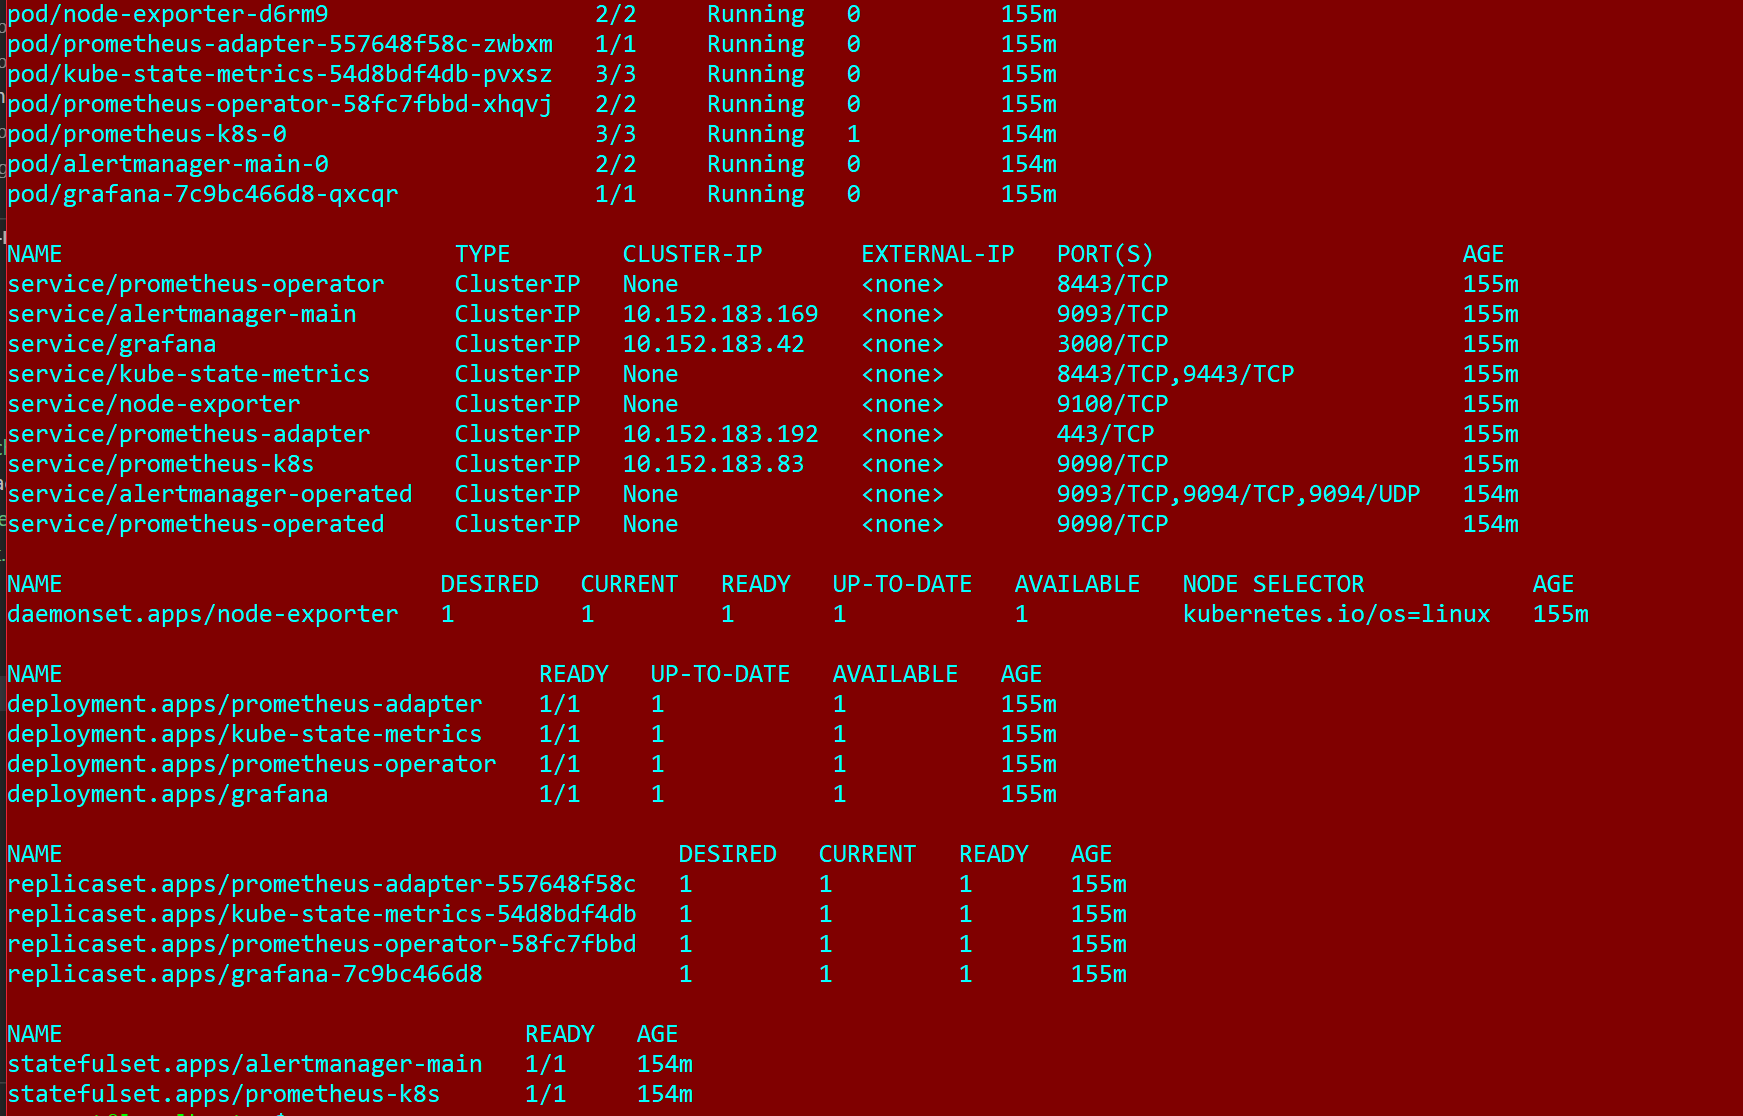 pod/node-exporter-d6rm9 2/2 Running 0 155m
pod/prometheus-adapter-557648f58c-zwbxm 1/1 Running 0 155m
pod/kube-state-metrics-54d8bdf4db-pvxsz 3/3 Running 0 155m
pod/prometheus-operator-58fc7fbbd-xhqvj 2/2 Running 0 155m
pod/prometheus-k8s-0 3/3 Running 1 154m
pod/alertmanager-main-0 2/2 Running 0 154m
pod/grafana-7c9bc466d8-qxcqr 1/1 Running 0 155m
NAME TYPE CLUSTER-IP EXTERNAL-IP PORT(S) AGE
service/prometheus-operator ClusterIP None <none> 8443/TCP 155m
service/alertmanager-main ClusterIP 10.152.183.169 <none> 9093/TCP 155m
service/grafana ClusterIP 10.152.183.42 <none> 3000/TCP 155m
service/kube-state-metrics ClusterIP None <none> 8443/TCP,9443/TCP 155m
service/node-exporter ClusterIP None <none> 9100/TCP 155m
service/prometheus-adapter ClusterIP 10.152.183.192 <none> 443/TCP 155m
service/prometheus-k8s ClusterIP 10.152.183.83 <none> 9090/TCP 155m
service/alertmanager-operated ClusterIP None <none> 9093/TCP,9094/TCP,9094/UDP 154m
service/prometheus-operated ClusterIP None <none> 9090/TCP 154m
NAME DESIRED CURRENT READY UP-TO-DATE AVAILABLE NODE SELECTOR AGE
daemonset.apps/node-exporter 1 1 1 1 1 kubernetes.io/os=linux 155m
NAME READY UP-TO-DATE AVAILABLE AGE
deployment.apps/prometheus-adapter 1/1 1 1 155m
deployment.apps/kube-state-metrics 1/1 1 1 155m
deployment.apps/prometheus-operator 1/1 1 1 155m
deployment.apps/grafana 1/1 1 1 155m
NAME DESIRED CURRENT READY AGE
replicaset.apps/prometheus-adapter-557648f58c 1 1 1 155m
replicaset.apps/kube-state-metrics-54d8bdf4db 1 1 1 155m
replicaset.apps/prometheus-operator-58fc7fbbd 1 1 1 155m
replicaset.apps/grafana-7c9bc466d8 1 1 1 155m
NAME READY AGE
statefulset.apps/alertmanager-main 1/1 154m
statefulset.apps/prometheus-k8s 1/1 154m